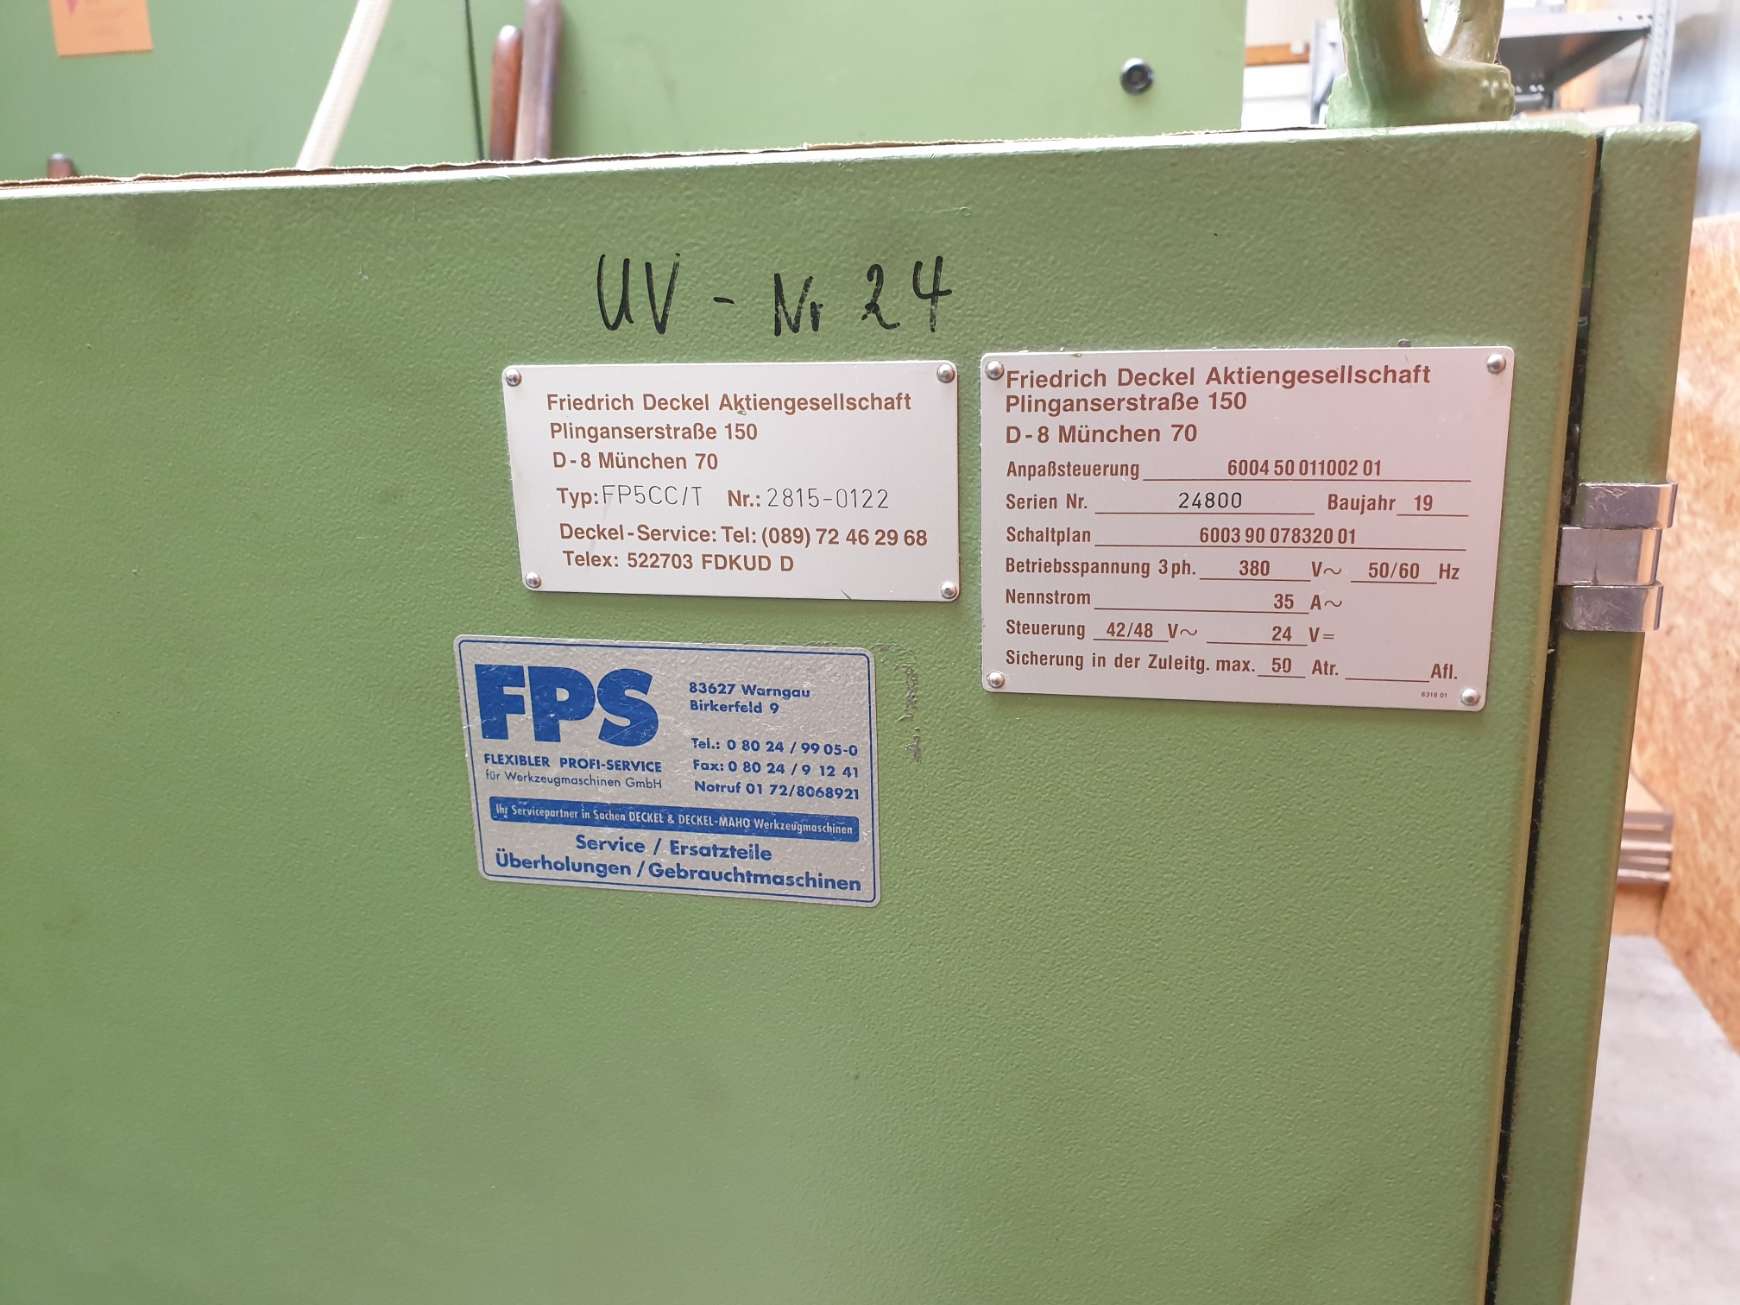 UV - Nr 24
Friedrich Deckel Aktiengesellschaft
Plinganserstraße 150
D-8 München 70
Typ: FP5CC/T Nr.: 2815-0122
Deckel-Service: Tel: (089) 72 46 29 68
Telex: 522703 FDKUD D
Friedrich Deckel Aktiengesellschaft
Plinganserstraße 150
D-8 München 70
Anpaßsteuerung 6004 50 011002 01
Serien Nr. 24800 Baujahr 19
Schaltplan 6003 90 078320 01
Betriebsspannung 3 ph. 380 V~ 50/60 Hz
Nennstrom 35 A~
Steuerung 42/48 V~ 24 V=
Sicherung in der Zuleitg. max. 50 Atr. Afl.
6318 01
FPS
FLEXIBLER PROFI-SERVICE
für Werkzeugmaschinen GmbH
83627 Warngau
Birkerfeld 9
Tel.: 0 80 24 / 99 05-0
Fax: 0 80 24 / 9 12 41
Notruf 01 72/8068921
Ihr Servicepartner in Sachen DECKEL & DECKEL-MAHO Werkzeugmaschinen
Service / Ersatzteile
Überholungen / Gebrauchtmaschinen